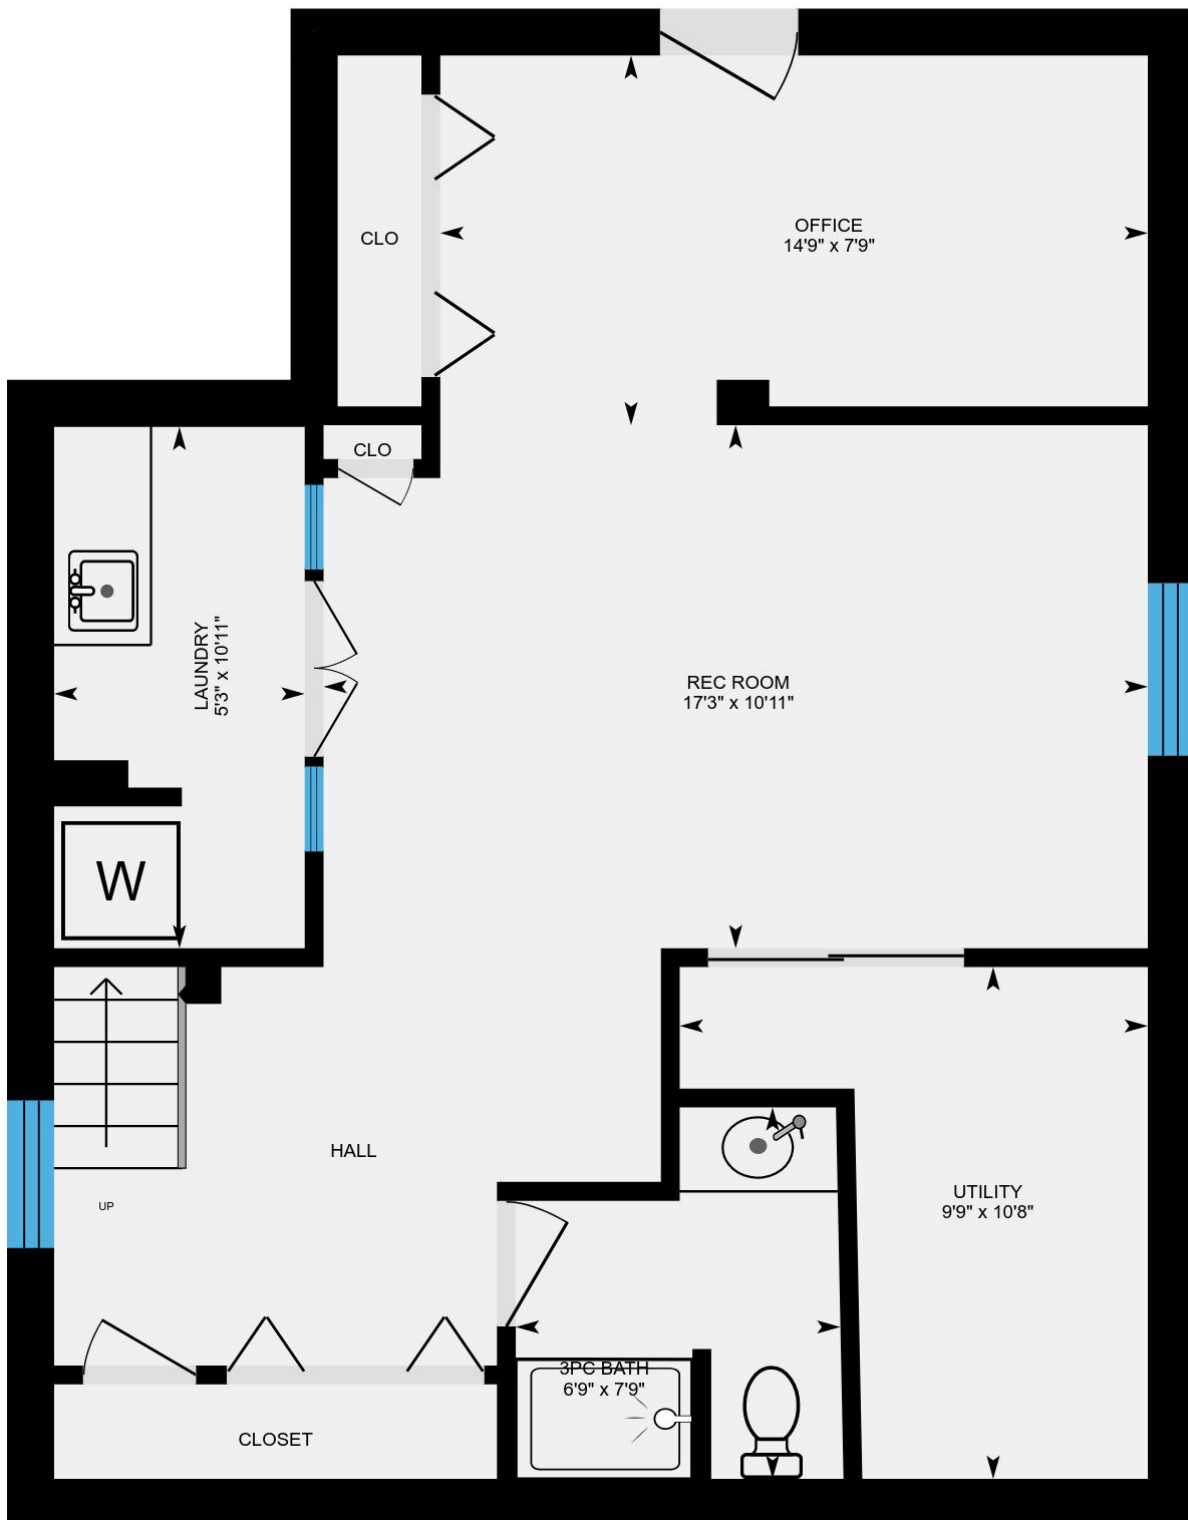 OFFICE
14'9" x 7'9"
CLO
CLO
LAUNDRY
5'3" x 10'11"
REC ROOM
17'3" x 10'11"
W
HALL
UP
UTILITY
9'9" x 10'8"
3PC BATH
6'9" x 7'9"
CLOSET